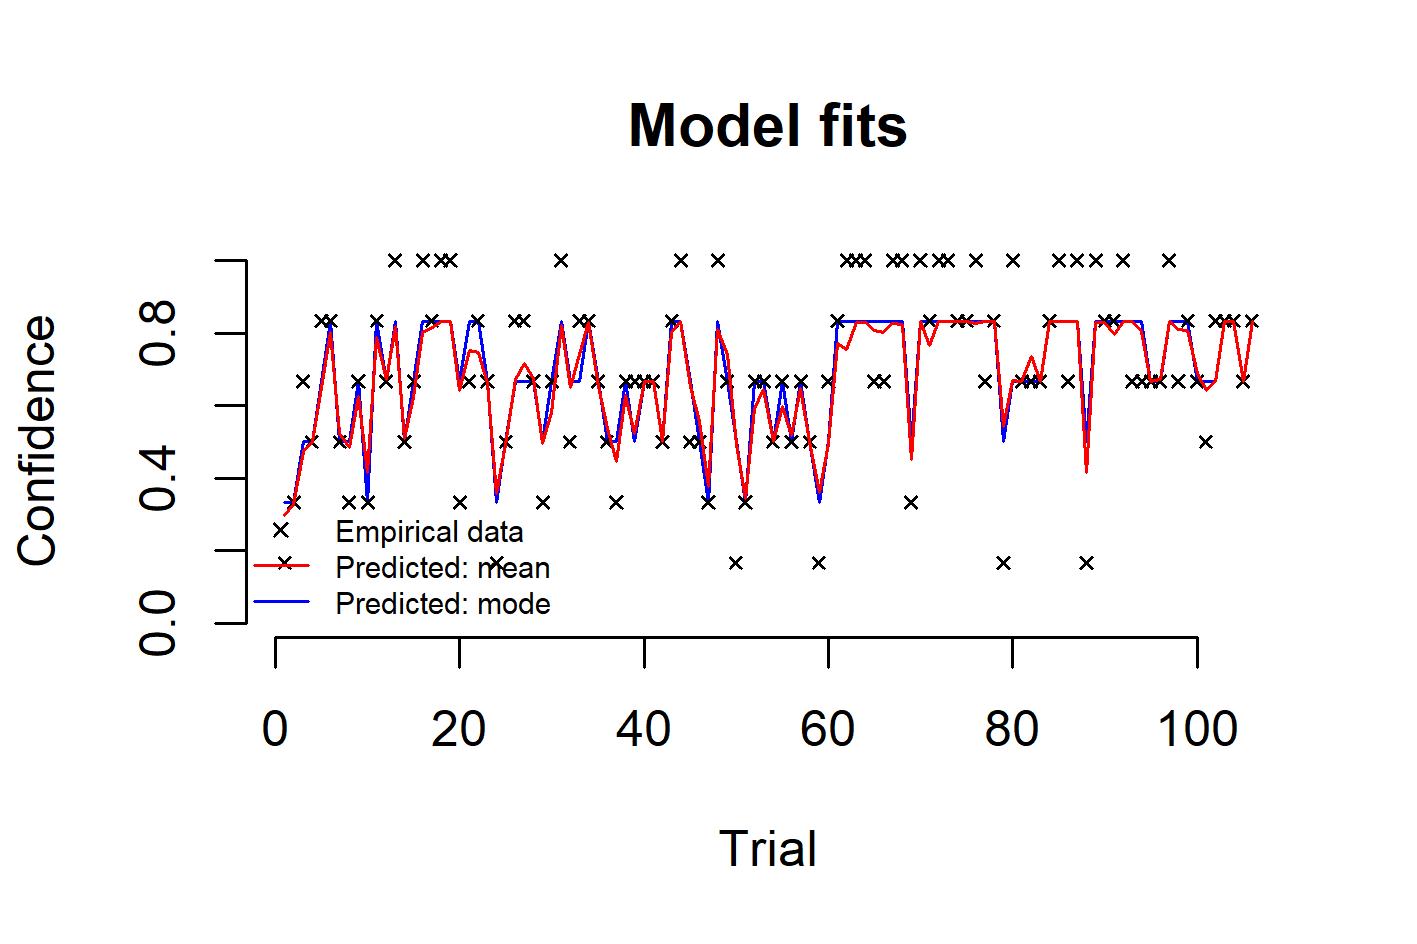 Model fits
Confidence
0.8
0.4
0.0
Empirical data
Predicted: mean
Predicted: mode
0 20 40 60 80 100
Trial